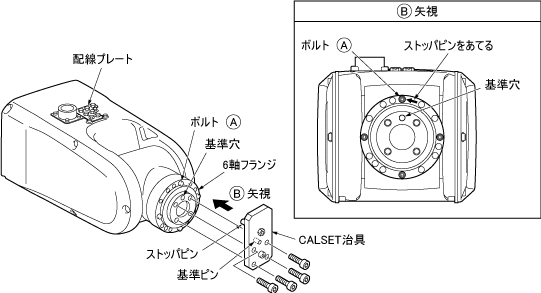 Ⓑ 矢視
ボルト Ⓐ
ストッパピンをあてる
基準穴
配線プレート
ボルト Ⓐ
基準穴
6軸フランジ
Ⓑ 矢視
ストッパピン
基準ピン
CALSET治具